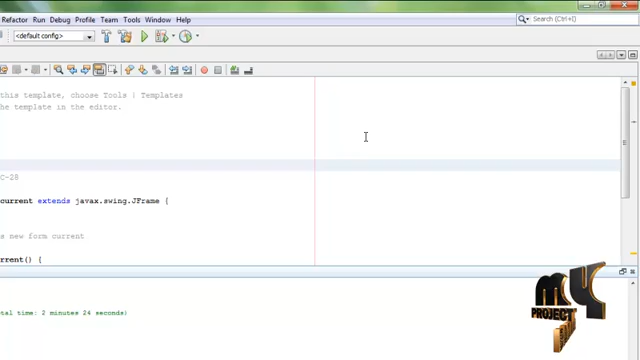 Refactor Run Debug Profile Team Tools Window Help
Search (Ctrl+I)
<default config>
this template, choose Tools | Templates
he template in the editor.
C-28
current extends javax.swing.JFrame {
s new form current
rrent() {
otal time: 2 minutes 24 seconds)
my
PROJECT